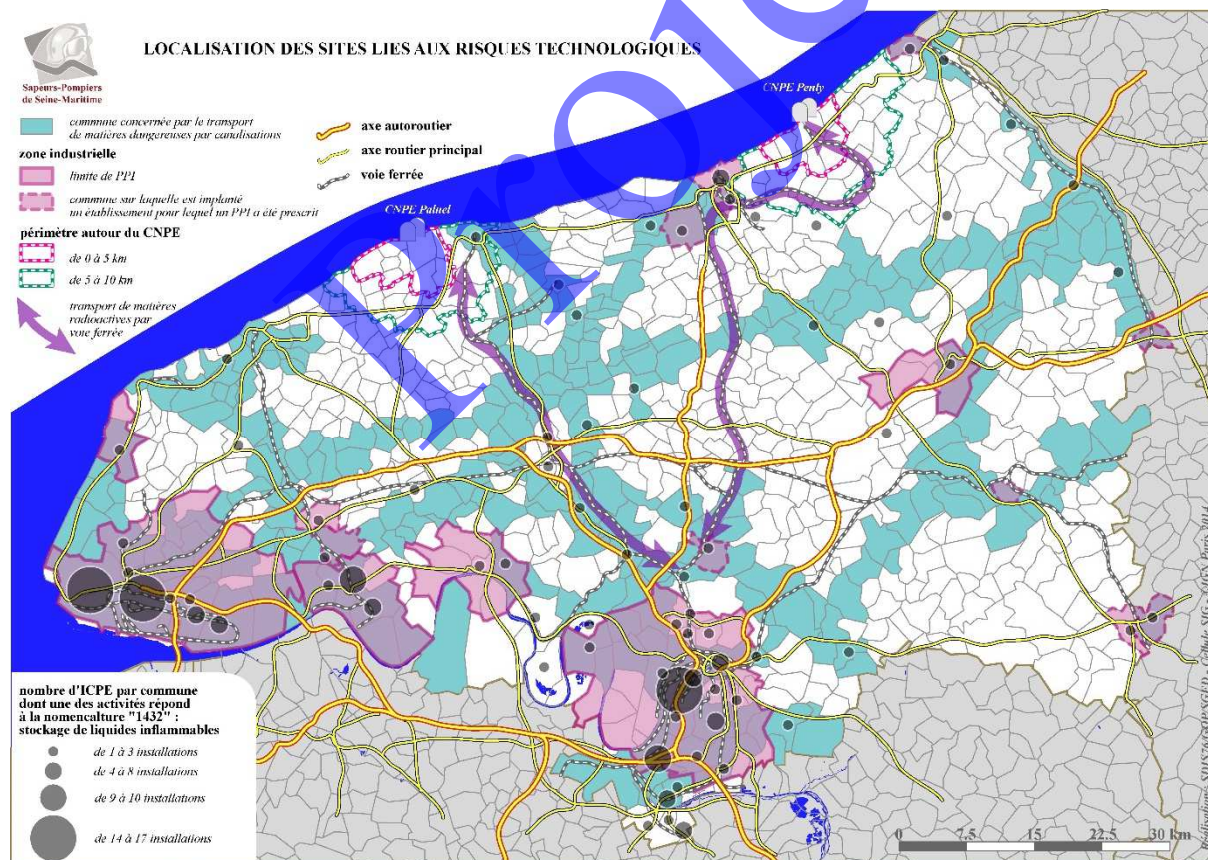 LOCALISATION DES SITES LIES AUX RISQUES TECHNOLOGIQUES
Sapeurs-Pompiers
de Seine-Maritime
commune concernée par le transport
de matières dangereuses par canalisations
zone industrielle
limite de PPI
commune sur laquelle est implanté
un établissement pour lequel un PPI a été prescrit
périmètre autour du CNPE
de 0 à 5 km
de 5 à 10 km
transport de matières
radioactives par
voie ferrée
axe autoroutier
axe routier principal
voie ferrée
CNPE Penly
CNPE Paluel
nombre d'ICPE par commune
dont une des activités répond
à la nomenculture "1432" :
stockage de liquides inflammables
de 1 à 3 installations
de 4 à 8 installations
de 9 à 10 installations
de 14 à 17 installations
0 7,5 15 22,5 30 km